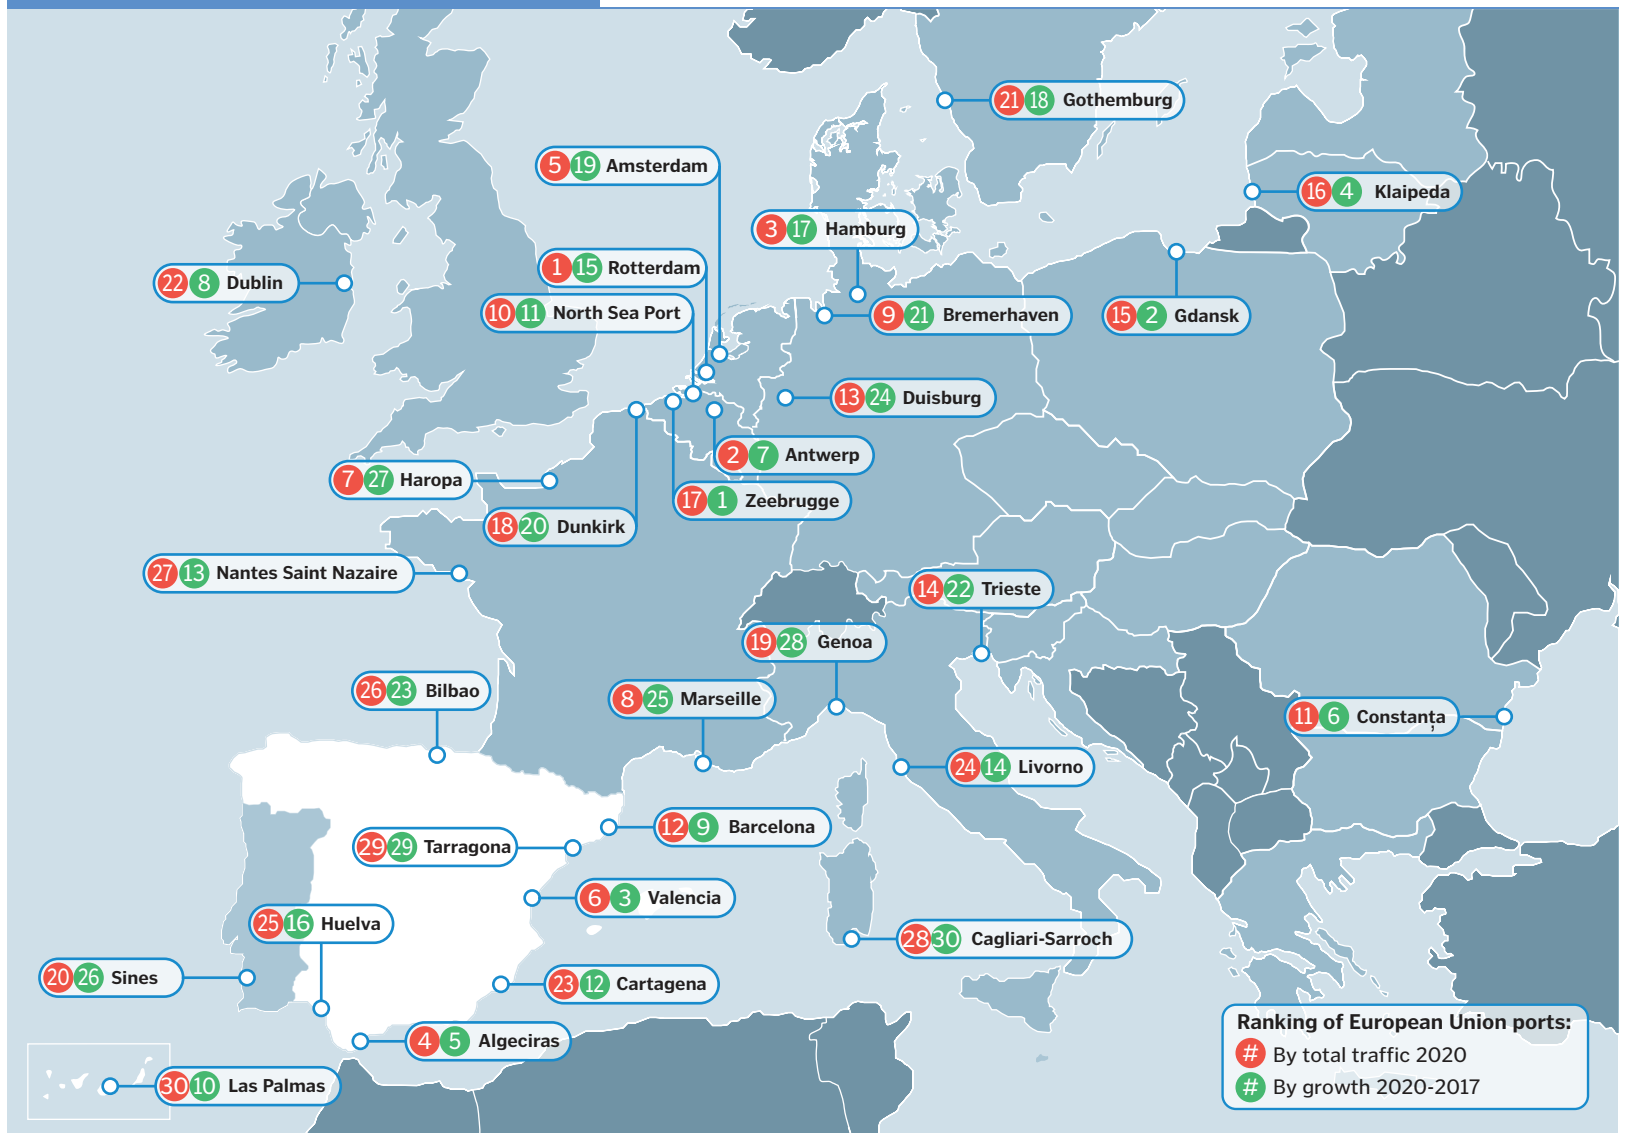 21 18 Gothemburg
5 19 Amsterdam
16 4 Klaipeda
3 17 Hamburg
1 15 Rotterdam
22 8 Dublin
10 11 North Sea Port
9 21 Bremerhaven
15 2 Gdansk
13 24 Duisburg
2 7 Antwerp
7 27 Haropa
17 1 Zeebrugge
18 20 Dunkirk
27 13 Nantes Saint Nazaire
14 22 Trieste
19 28 Genoa
26 23 Bilbao
8 25 Marseille
11 6 Constanța
24 14 Livorno
12 9 Barcelona
29 29 Tarragona
6 3 Valencia
25 16 Huelva
28 30 Cagliari-Sarroch
20 26 Sines
23 12 Cartagena
4 5 Algeciras
30 10 Las Palmas
Ranking of European Union ports:
# By total traffic 2020
# By growth 2020-2017